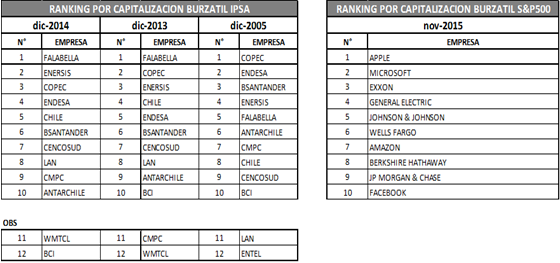 RANKING POR CAPITALIZACION BURZATIL IPSA
dic-2014 dic-2013 dic-2005
N° EMPRESA N° EMPRESA N° EMPRESA
1 FALABELLA 1 FALABELLA 1 COPEC
2 ENERSIS 2 COPEC 2 ENDESA
3 COPEC 3 ENERSIS 3 BSANTANDER
4 ENDESA 4 CHILE 4 ENERSIS
5 CHILE 5 ENDESA 5 FALABELLA
6 BSANTANDER 6 BSANTANDER 6 ANTARCHILE
7 CENCOSUD 7 CENCOSUD 7 CMPC
8 LAN 8 LAN 8 CHILE
9 CMPC 9 ANTARCHILE 9 CENCOSUD
10 ANTARCHILE 10 BCI 10 BCI
OBS
11 WMTCL 11 CMPC 11 LAN
12 BCI 12 WMTCL 12 ENTEL
RANKING POR CAPITALIZACION BURZATIL S&P500
nov-2015
N° EMPRESA
1 APPLE
2 MICROSOFT
3 EXXON
4 GENERAL ELECTRIC
5 JOHNSON & JOHNSON
6 WELLS FARGO
7 AMAZON
8 BERKSHIRE HATHAWAY
9 JP MORGAN & CHASE
10 FACEBOOK